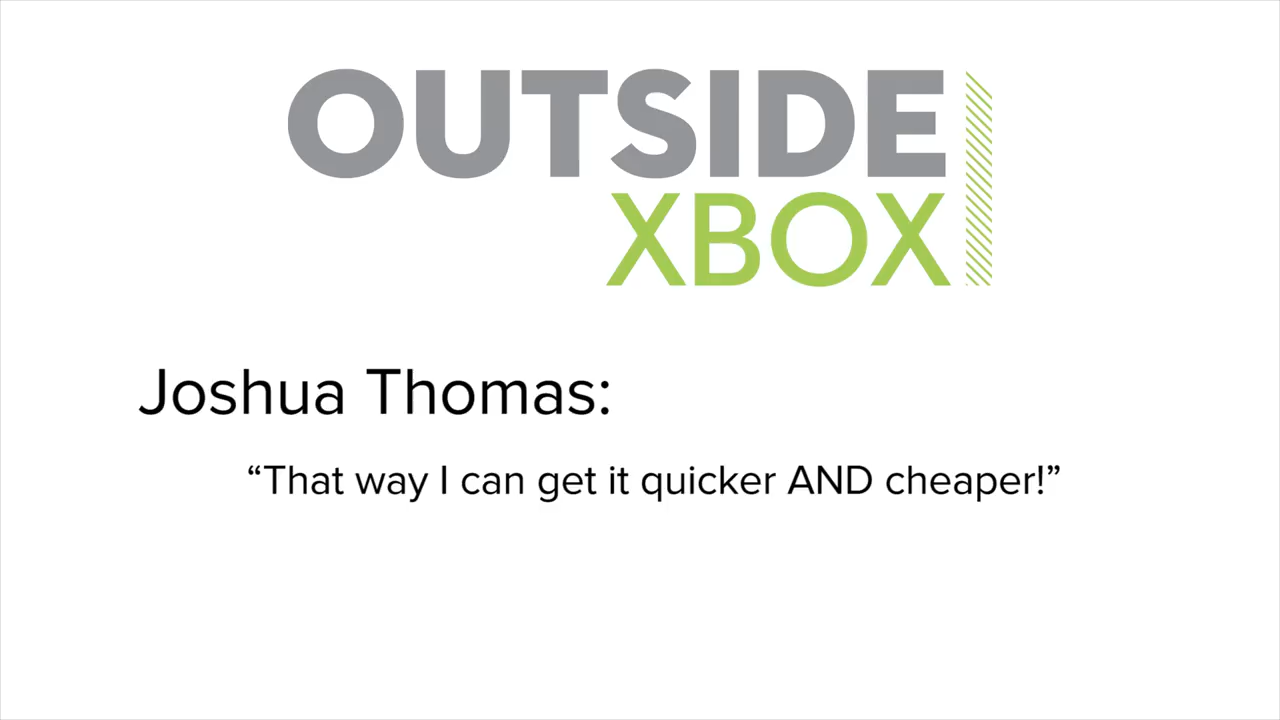 OUTSIDE
XBOX
Joshua Thomas:
“That way I can get it quicker AND cheaper!”